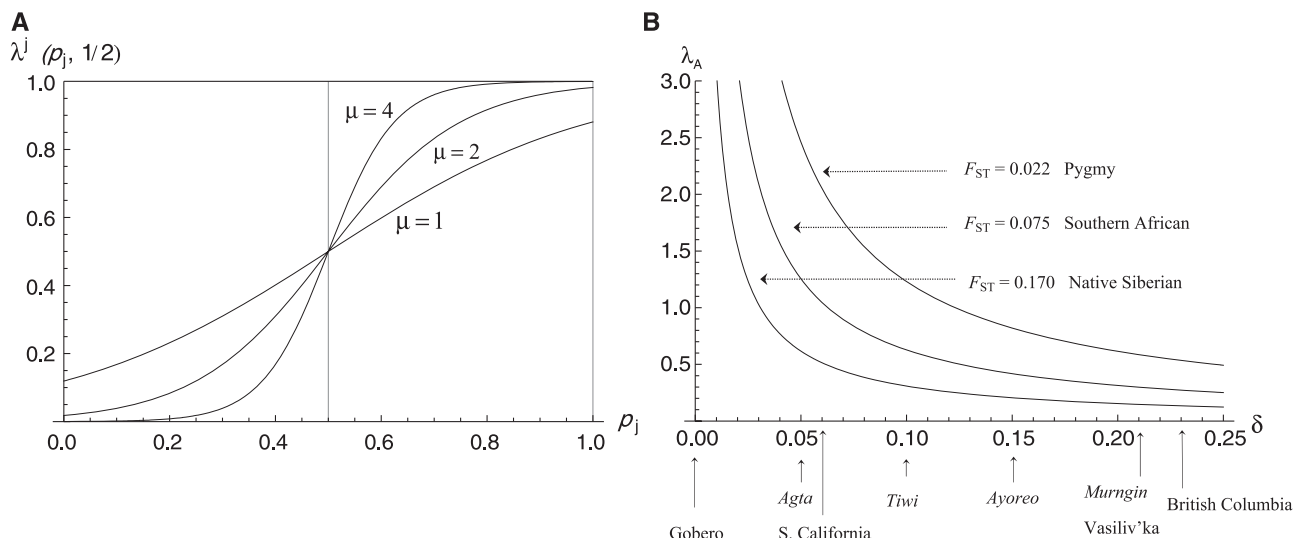 A
λ^j (p_j, 1/2)
1.0
0.8
0.6
0.4
0.2
0.0 0.2 0.4 0.6 0.8 1.0 p_j
μ = 4
μ = 2
μ = 1
B
λ_A
3.0
2.5
2.0
1.5
1.0
0.5
0.00 0.05 0.10 0.15 0.20 0.25 δ
F_ST = 0.022 Pygmy
F_ST = 0.075 Southern African
F_ST = 0.170 Native Siberian
Agta Tiwi Ayoreo Murngin British Columbia
Gobero S. California Vasiliv'ka